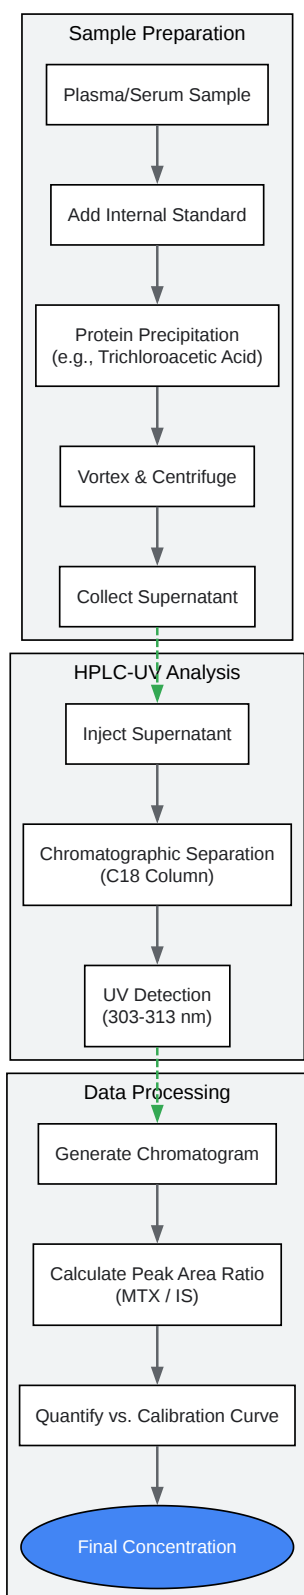 Sample Preparation
Plasma/Serum Sample
Add Internal Standard
Protein Precipitation
(e.g., Trichloroacetic Acid)
Vortex & Centrifuge
Collect Supernatant
HPLC-UV Analysis
Inject Supernatant
Chromatographic Separation
(C18 Column)
UV Detection
(303-313 nm)
Data Processing
Generate Chromatogram
Calculate Peak Area Ratio
(MTX / IS)
Quantify vs. Calibration Curve
Final Concentration